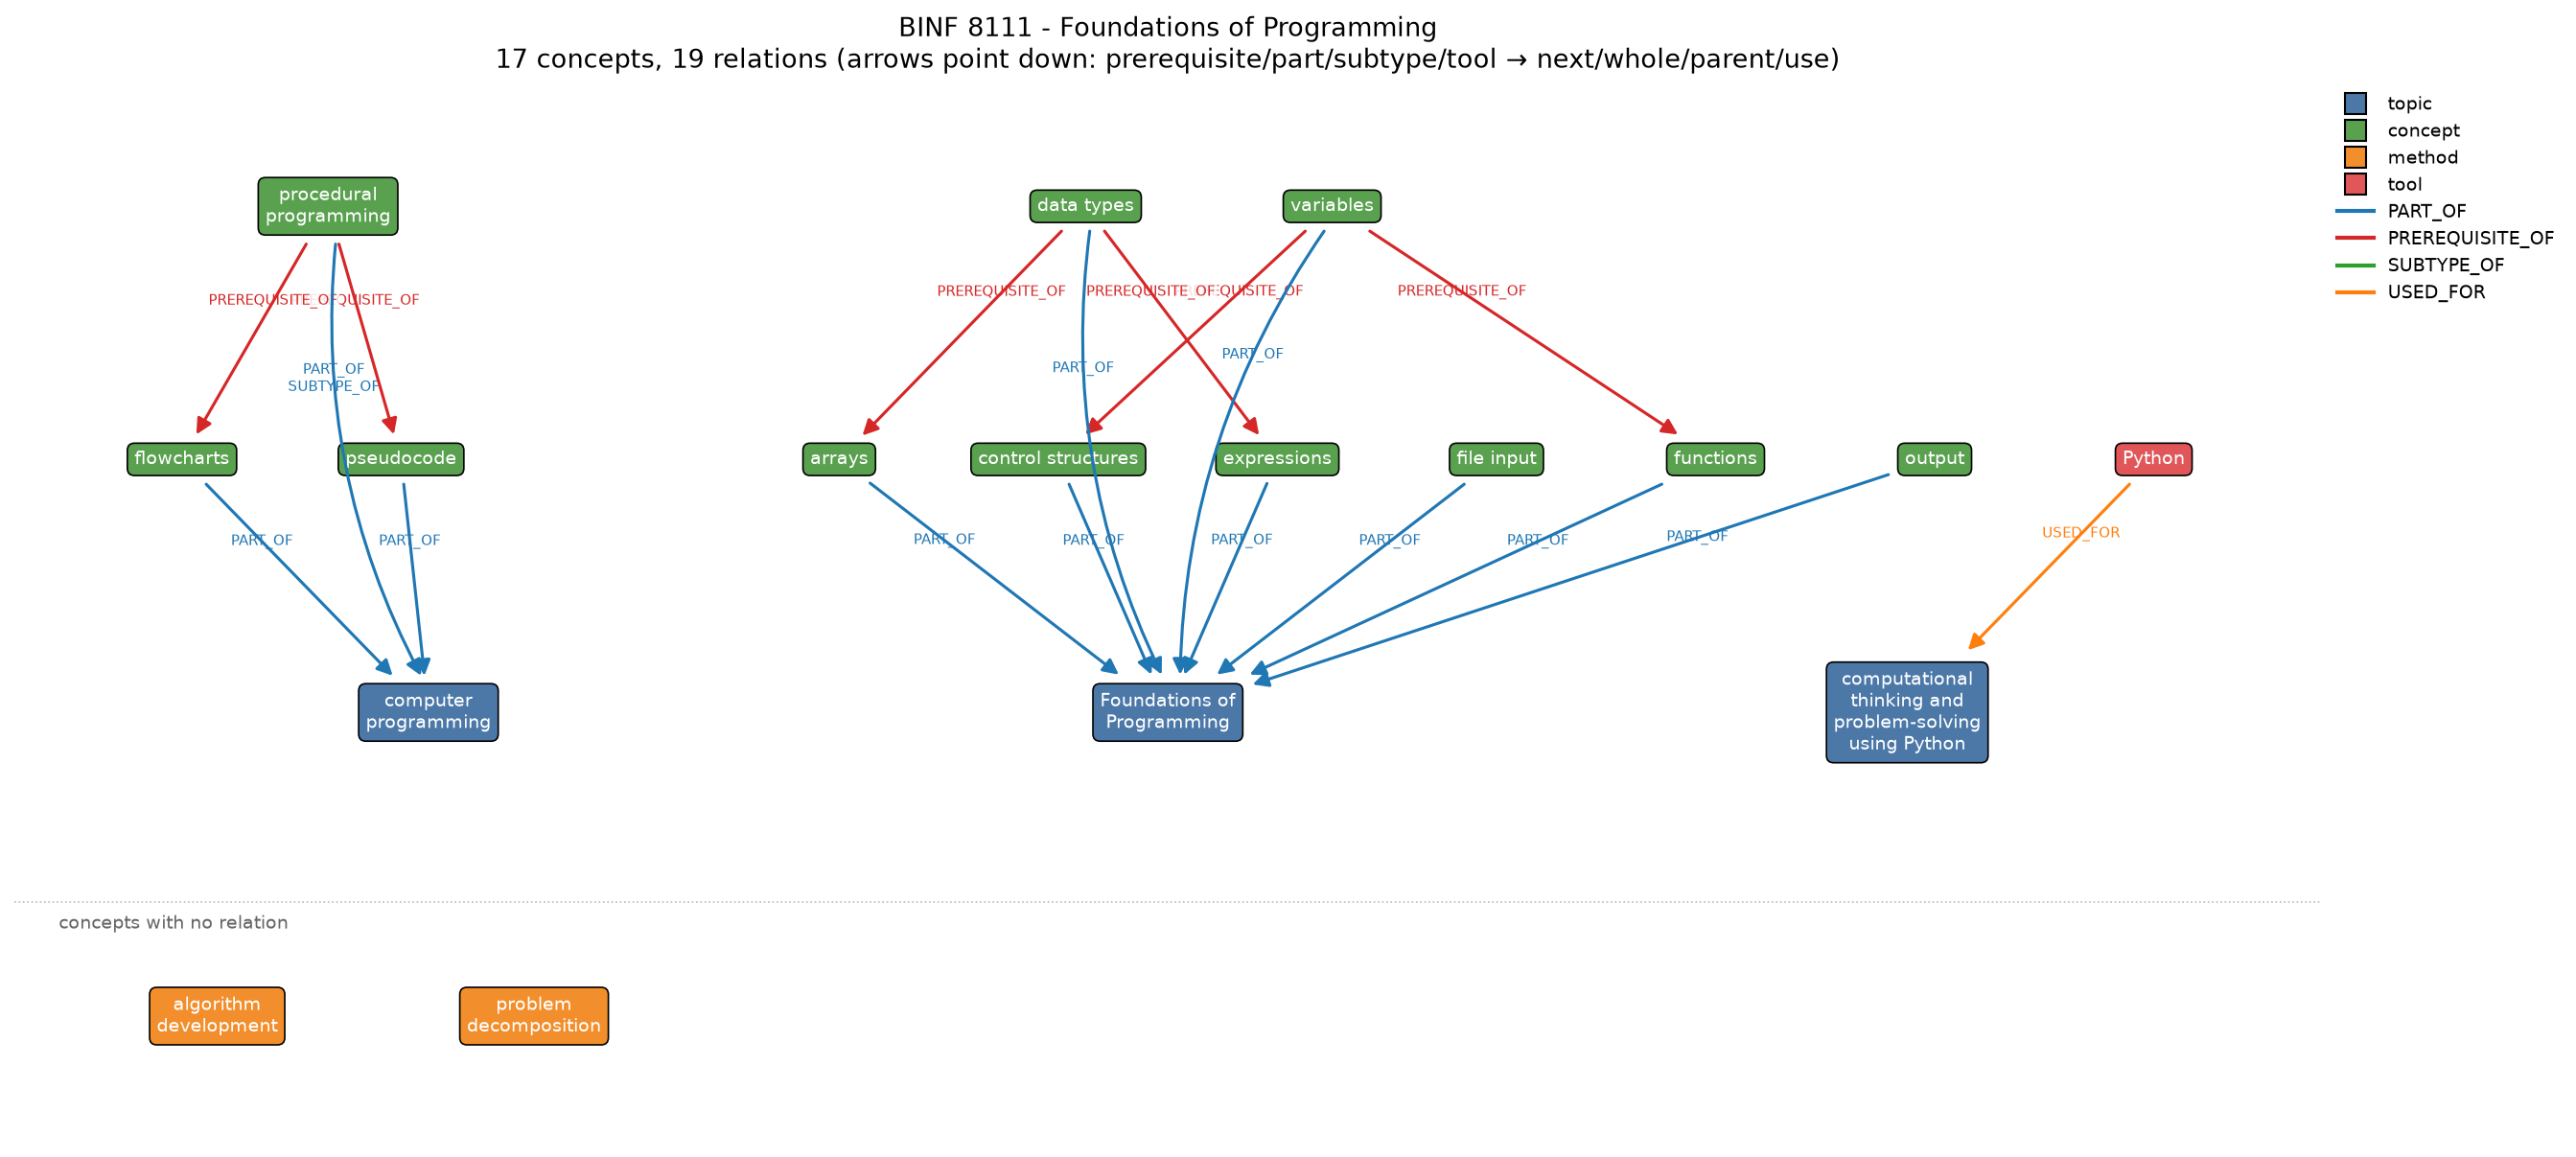 BINF 8111 - Foundations of Programming
17 concepts, 19 relations (arrows point down: prerequisite/part/subtype/tool → next/whole/parent/use)
topic
concept
method
tool
PART_OF
PREREQUISITE_OF
SUBTYPE_OF
USED_FOR
procedural
programming
data types
variables
PREREQUISITE_OF
QUISITE_OF
PREREQUISITE_OF
PREREQUISITE_OF
QUISITE_OF
PREREQUISITE_OF
PART_OF
SUBTYPE_OF
PART_OF
PART_OF
flowcharts
pseudocode
arrays
control structures
expressions
file input
functions
output
Python
PART_OF
PART_OF
PART_OF
PART_OF
PART_OF
PART_OF
PART_OF
PART_OF
USED_FOR
computer
programming
Foundations of
Programming
computational
thinking and
problem-solving
using Python
concepts with no relation
algorithm
development
problem
decomposition